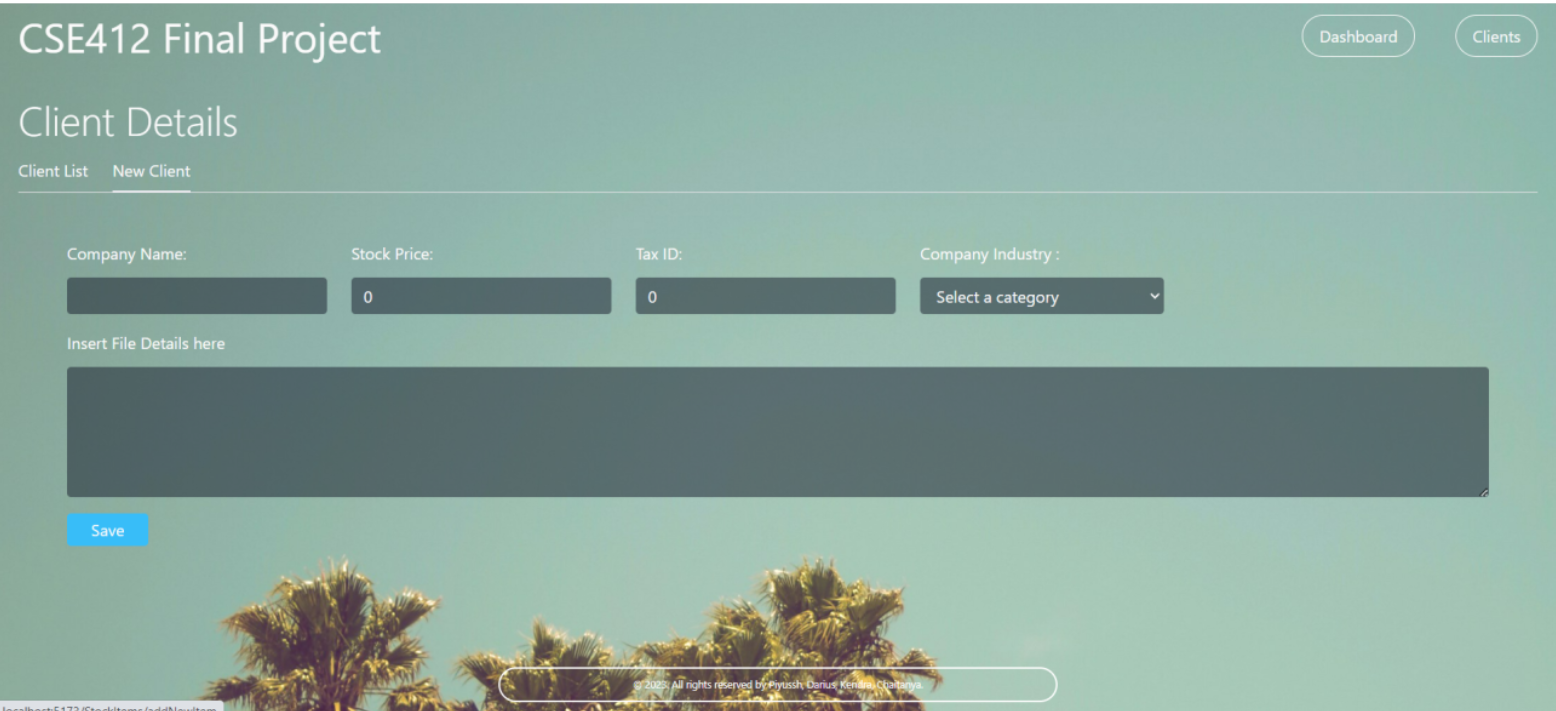 CSE412 Final Project
Dashboard
Clients
Client Details
Client List New Client
Company Name: Stock Price: Tax ID: Company Industry :
0 0 Select a category
Insert File Details here
Save
© 2023, All rights reserved by Piyussh, Darius, Kendra, Chaitanya.
localhost:5173/StockItems/addNewItem